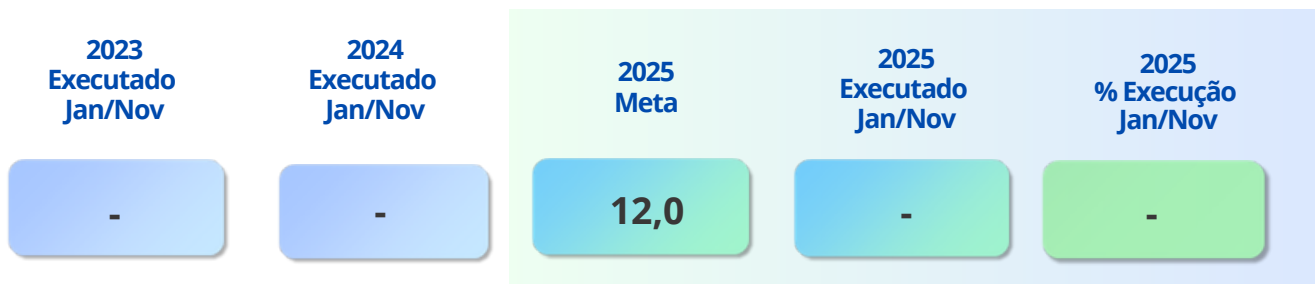 2023
Executado
Jan/Nov
2024
Executado
Jan/Nov
2025
Meta
2025
Executado
Jan/Nov
2025
% Execução
Jan/Nov
-
-
12,0
-
-